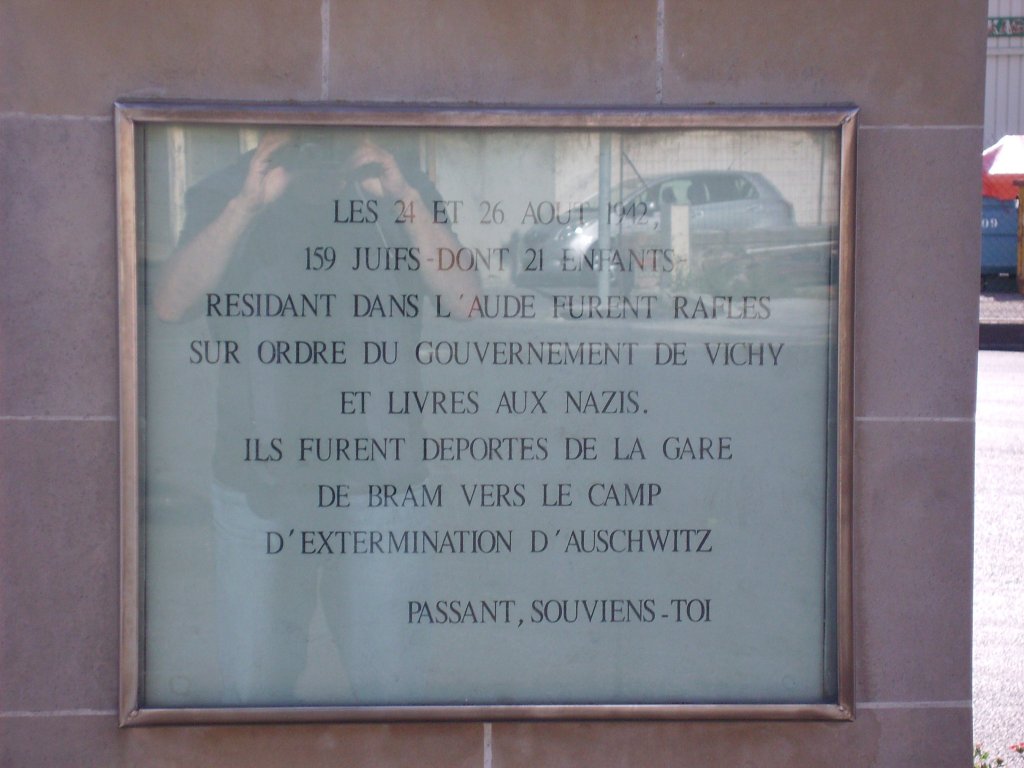 LES 24 ET 26 AOUT 1942,
159 JUIFS-DONT 21 ENFANTS-
RESIDANT DANS L'AUDE FURENT RAFLES
SUR ORDRE DU GOUVERNEMENT DE VICHY
ET LIVRES AUX NAZIS.
ILS FURENT DEPORTES DE LA GARE
DE BRAM VERS LE CAMP
D'EXTERMINATION D'AUSCHWITZ
PASSANT, SOUVIENS-TOI
09